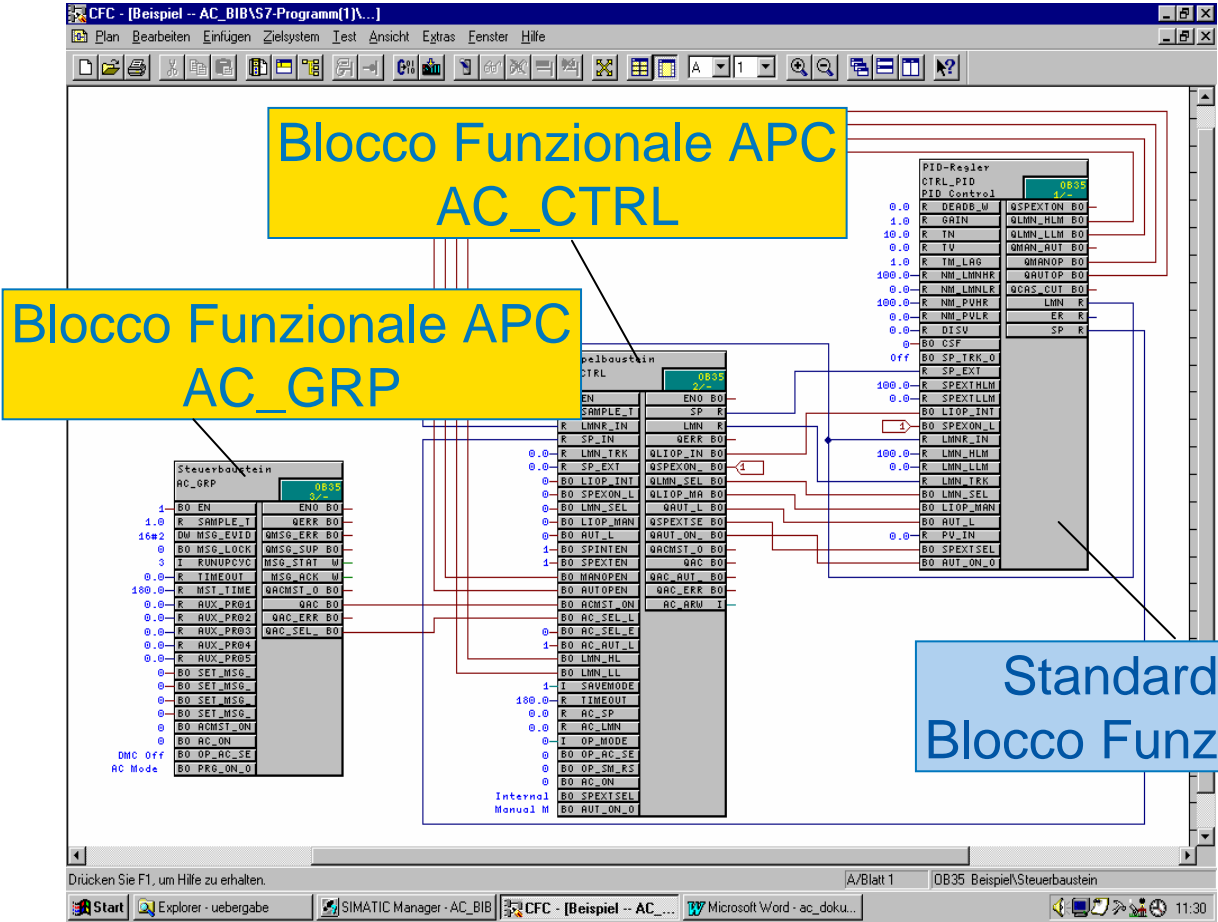 CFC - [Beispiel -- AC_BIB\S7-Programm(1)\...]
Plan Bearbeiten Einfügen Zielsystem Test Ansicht Extras Fenster Hilfe
A 1
Blocco Funzionale APC
AC_CTRL
Blocco Funzionale APC
AC_GRP
Standard
Blocco Funz
PID-Regler
CTRL_PID
PID Control
OB35
1/-
0.0 R DEADB_W QSPEXTON BO
1.0 R GAIN QLMN_HLM BO
10.0 R TN QLMN_LLM BO
0.0 R TV QMAN_AUT BO
1.0 R TM_LAG QMANOP BO
100.0 R NM_LMNHR QAUTOP BO
0.0 R NM_LMNLR QCAS_CUT BO
100.0 R NM_PVHR LMN R
0.0 R NM_PVLR ER R
0.0 R DISV SP R
0 BO CSF
Off BO SP_TRK_O
R SP_EXT
100.0 R SPEXTHLM
0.0 R SPEXTLLM
BO LIOP_INT
1 BO SPEXON_L
R LMNR_IN
100.0 R LMN_HLM
0.0 R LMN_LLM
R LMN_TRK
BO LMN_SEL
BO LIOP_MAN
BO AUT_L
0.0 R PV_IN
BO SPEXTSEL
BO AUT_ON_O
pelbaustein
CTRL
OB35
2/-
EN ENO BO
SAMPLE_T SP R
R LMNR_IN LMN R
R SP_IN QERR BO
0.0 R LMN_TRK QLIOP_IN BO
0.0 R SP_EXT QSPEXON_ BO 1
0 BO LIOP_INT QLMN_SEL BO
0 BO SPEXON_L QLIOP_MA BO
0 BO LMN_SEL QAUT_L BO
0 BO LIOP_MAN QSPEXTSE BO
0 BO AUT_L QAUT_ON_ BO
1 BO SPINTEN QACMST_O BO
1 BO SPEXTEN QAC BO
BO MANOPEN QAC_AUT_ BO
BO AUTOPEN QAC_ERR BO
BO ACMST_ON AC_ARW I
BO AC_SEL_L
0 BO AC_SEL_E
1 BO AC_AUT_L
BO LMN_HL
BO LMN_LL
1 I SAVEMODE
180.0 R TIMEOUT
0.0 R AC_SP
0.0 R AC_LMN
0 I OP_MODE
0 BO OP_AC_SE
0 BO OP_SM_RS
0 BO AC_ON
Internal BO SPEXTSEL
Manual M BO AUT_ON_O
Steuerbaustein
AC_GRP
OB35
3/-
1 BO EN ENO BO
1.0 R SAMPLE_T QERR BO
16#2 DW MSG_EVID QMSG_ERR BO
0 BO MSG_LOCK QMSG_SUP BO
3 I RUNUPCYC MSG_STAT W
0.0 R TIMEOUT MSG_ACK W
180.0 R MST_TIME QACMST_O BO
0.0 R AUX_PR01 QAC BO
0.0 R AUX_PR02 QAC_ERR BO
0.0 R AUX_PR03 QAC_SEL_ BO
0.0 R AUX_PR04
0.0 R AUX_PR05
0 BO SET_MSG_
0 BO SET_MSG_
0 BO SET_MSG_
0 BO SET_MSG_
0 BO ACMST_ON
0 BO AC_ON
DMC Off BO OP_AC_SE
AC Mode BO PRG_ON_O
Drücken Sie F1, um Hilfe zu erhalten.
A/Blatt 1
OB35 Beispiel\Steuerbaustein
Start
Explorer - uebergabe
SIMATIC Manager - AC_BIB
CFC - [Beispiel -- AC_...
Microsoft Word - ac_doku...
11:30